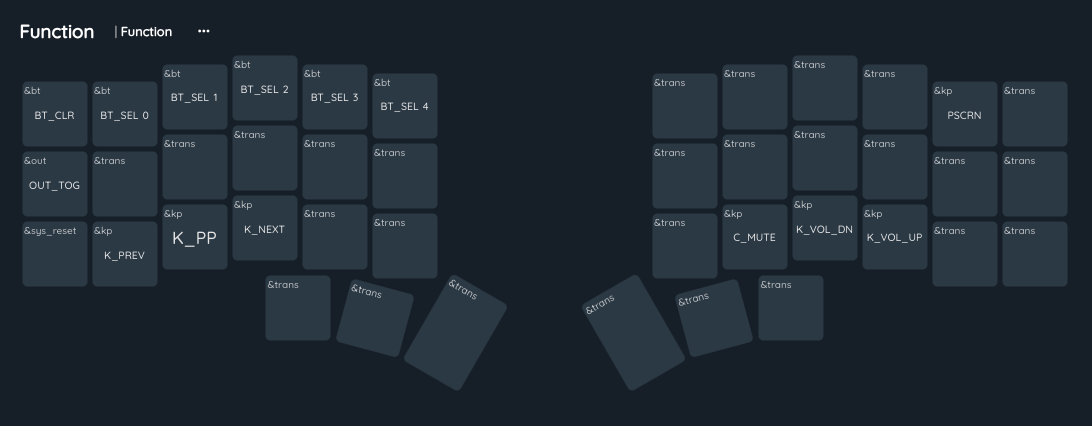 Function | Function •••
&bt &bt &bt &bt &bt &bt &trans &trans &trans &trans &kp &trans
BT_CLR BT_SEL 0 BT_SEL 1 BT_SEL 2 BT_SEL 3 BT_SEL 4 PSCRN
&out &trans &trans &trans &trans &trans &trans &trans &trans &trans &trans &trans
OUT_TOG
&sys_reset &kp &kp &kp &trans &trans &trans &kp &kp &kp &trans &trans
K_PREV K_PP K_NEXT C_MUTE K_VOL_DN K_VOL_UP
&trans &trans &trans &trans &trans &trans